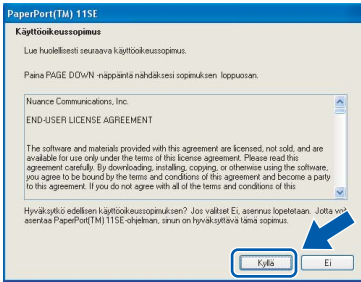 PaperPort(TM) 11SE
Käyttöoikeussopimus
Lue huolellisesti seuraava käyttöoikeussopimus.
Paina PAGE DOWN -näppäintä nähdäksesi sopimuksen loppuosan.
Nuance Communications, Inc.
END-USER LICENSE AGREEMENT
The software and materials provided with this agreement are licensed, not sold, and are
available for use only under the terms of this license agreement. Please read this
agreement carefully. By downloading, installing, copying, or otherwise using the software,
you agree to be bound by the terms and conditions of this agreement and become a party
to this agreement. If you do not agree with all of the terms and conditions of this
Hyväksytkö edellisen käyttöoikeussopimuksen? Jos valitset Ei, asennus lopetetaan. Jotta voit
asentaa PaperPort(TM) 11SE-ohjelman, sinun on hyväksyttävä tämä sopimus.
Kyllä
Ei